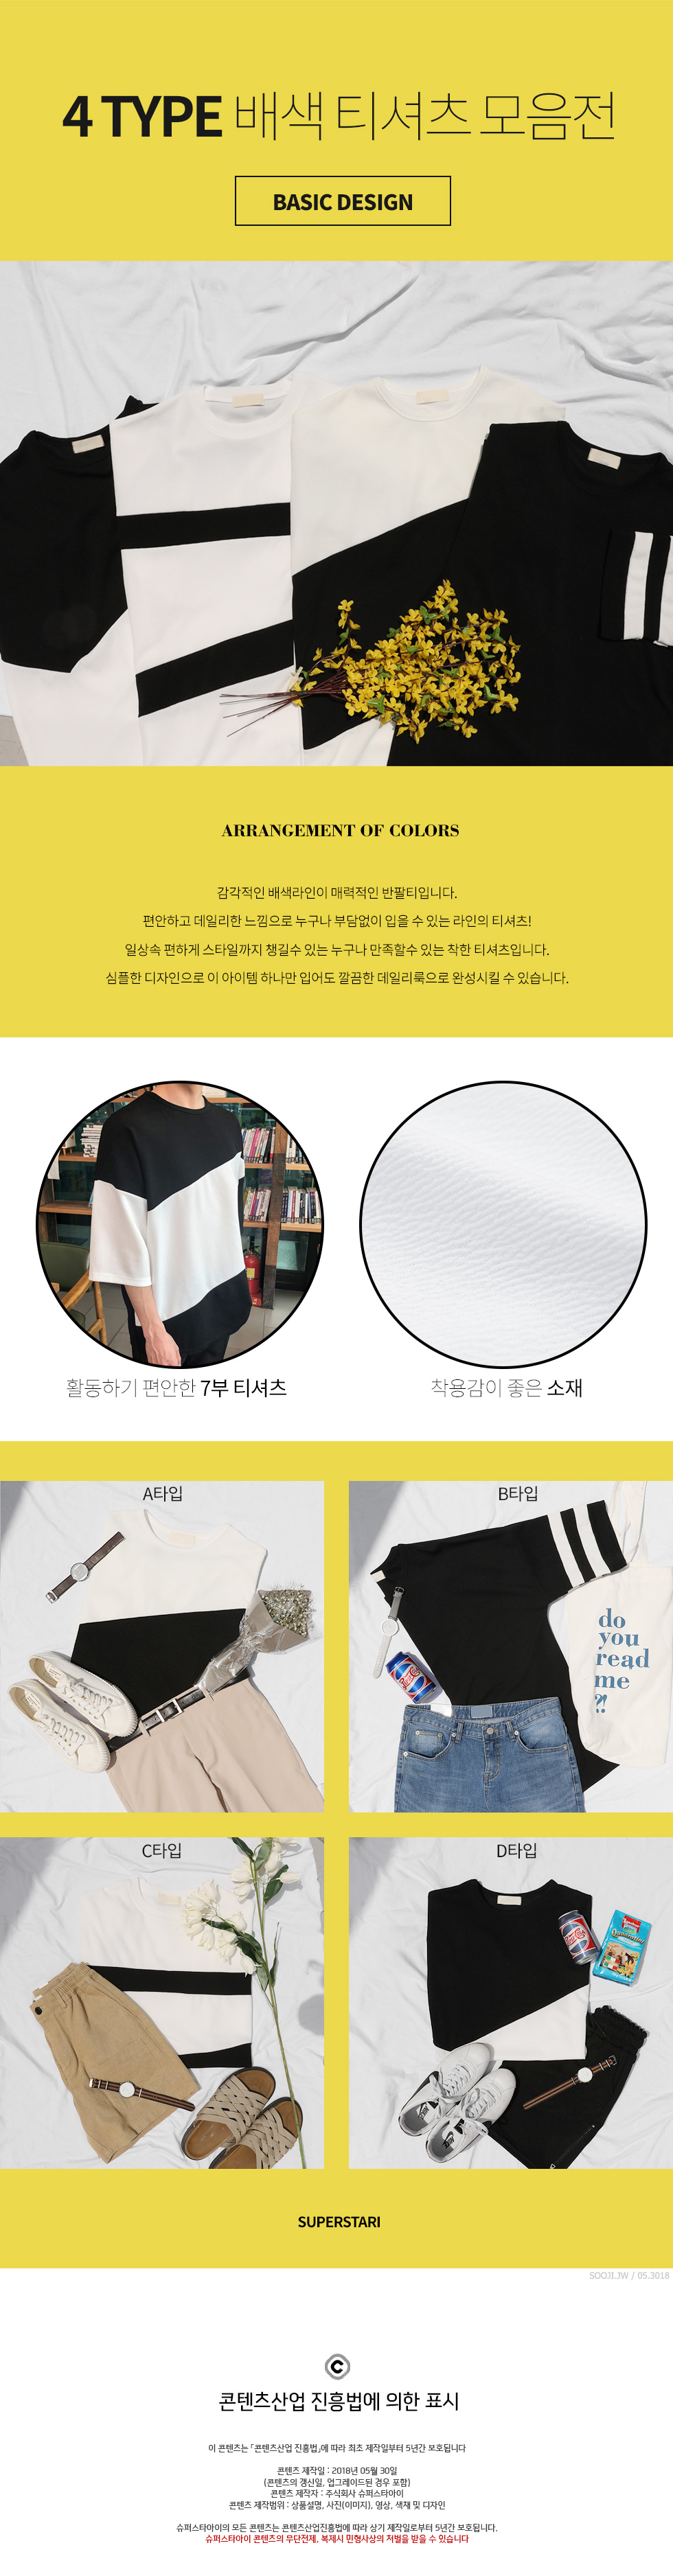 4 TYPE 배색 티셔츠 모음전
BASIC DESIGN
ARRANGEMENT OF COLORS
감각적인 배색라인이 매력적인 반팔티입니다.
편안하고 데일리한 느낌으로 누구나 부담없이 입을 수 있는 라인의 티셔츠!
일상속 편하게 스타일까지 챙길수 있는 누구나 만족할수 있는 착한 티셔츠입니다.
심플한 디자인으로 이 아이템 하나만 입어도 깔끔한 데일리룩으로 완성시킬 수 있습니다.
활동하기 편안한 7부 티셔츠
착용감이 좋은 소재
A타입
B타입
do
you
read
me
?!
C타입
D타입
SUPERSTARI
SOOJI.JW / 05.3018
C
콘텐츠산업 진흥법에 의한 표시
이 콘텐츠는 「콘텐츠산업 진흥법」에 따라 최초 제작일부터 5년간 보호됩니다
콘텐츠 제작일 : 2018년 05월 30일
(콘텐츠의 갱신일, 업그레이드된 경우 포함)
콘텐츠 제작자 : 주식회사 슈퍼스타아이
콘텐츠 제작범위 : 상품설명, 사진(이미지), 영상, 색재 및 디자인
슈퍼스타아이의 모든 콘텐츠는 콘텐츠산업진흥법에 따라 상기 제작일로부터 5년간 보호됩니다.
슈퍼스타아이 콘텐츠의 무단전제, 복제시 민형사상의 처벌을 받을 수 있습니다